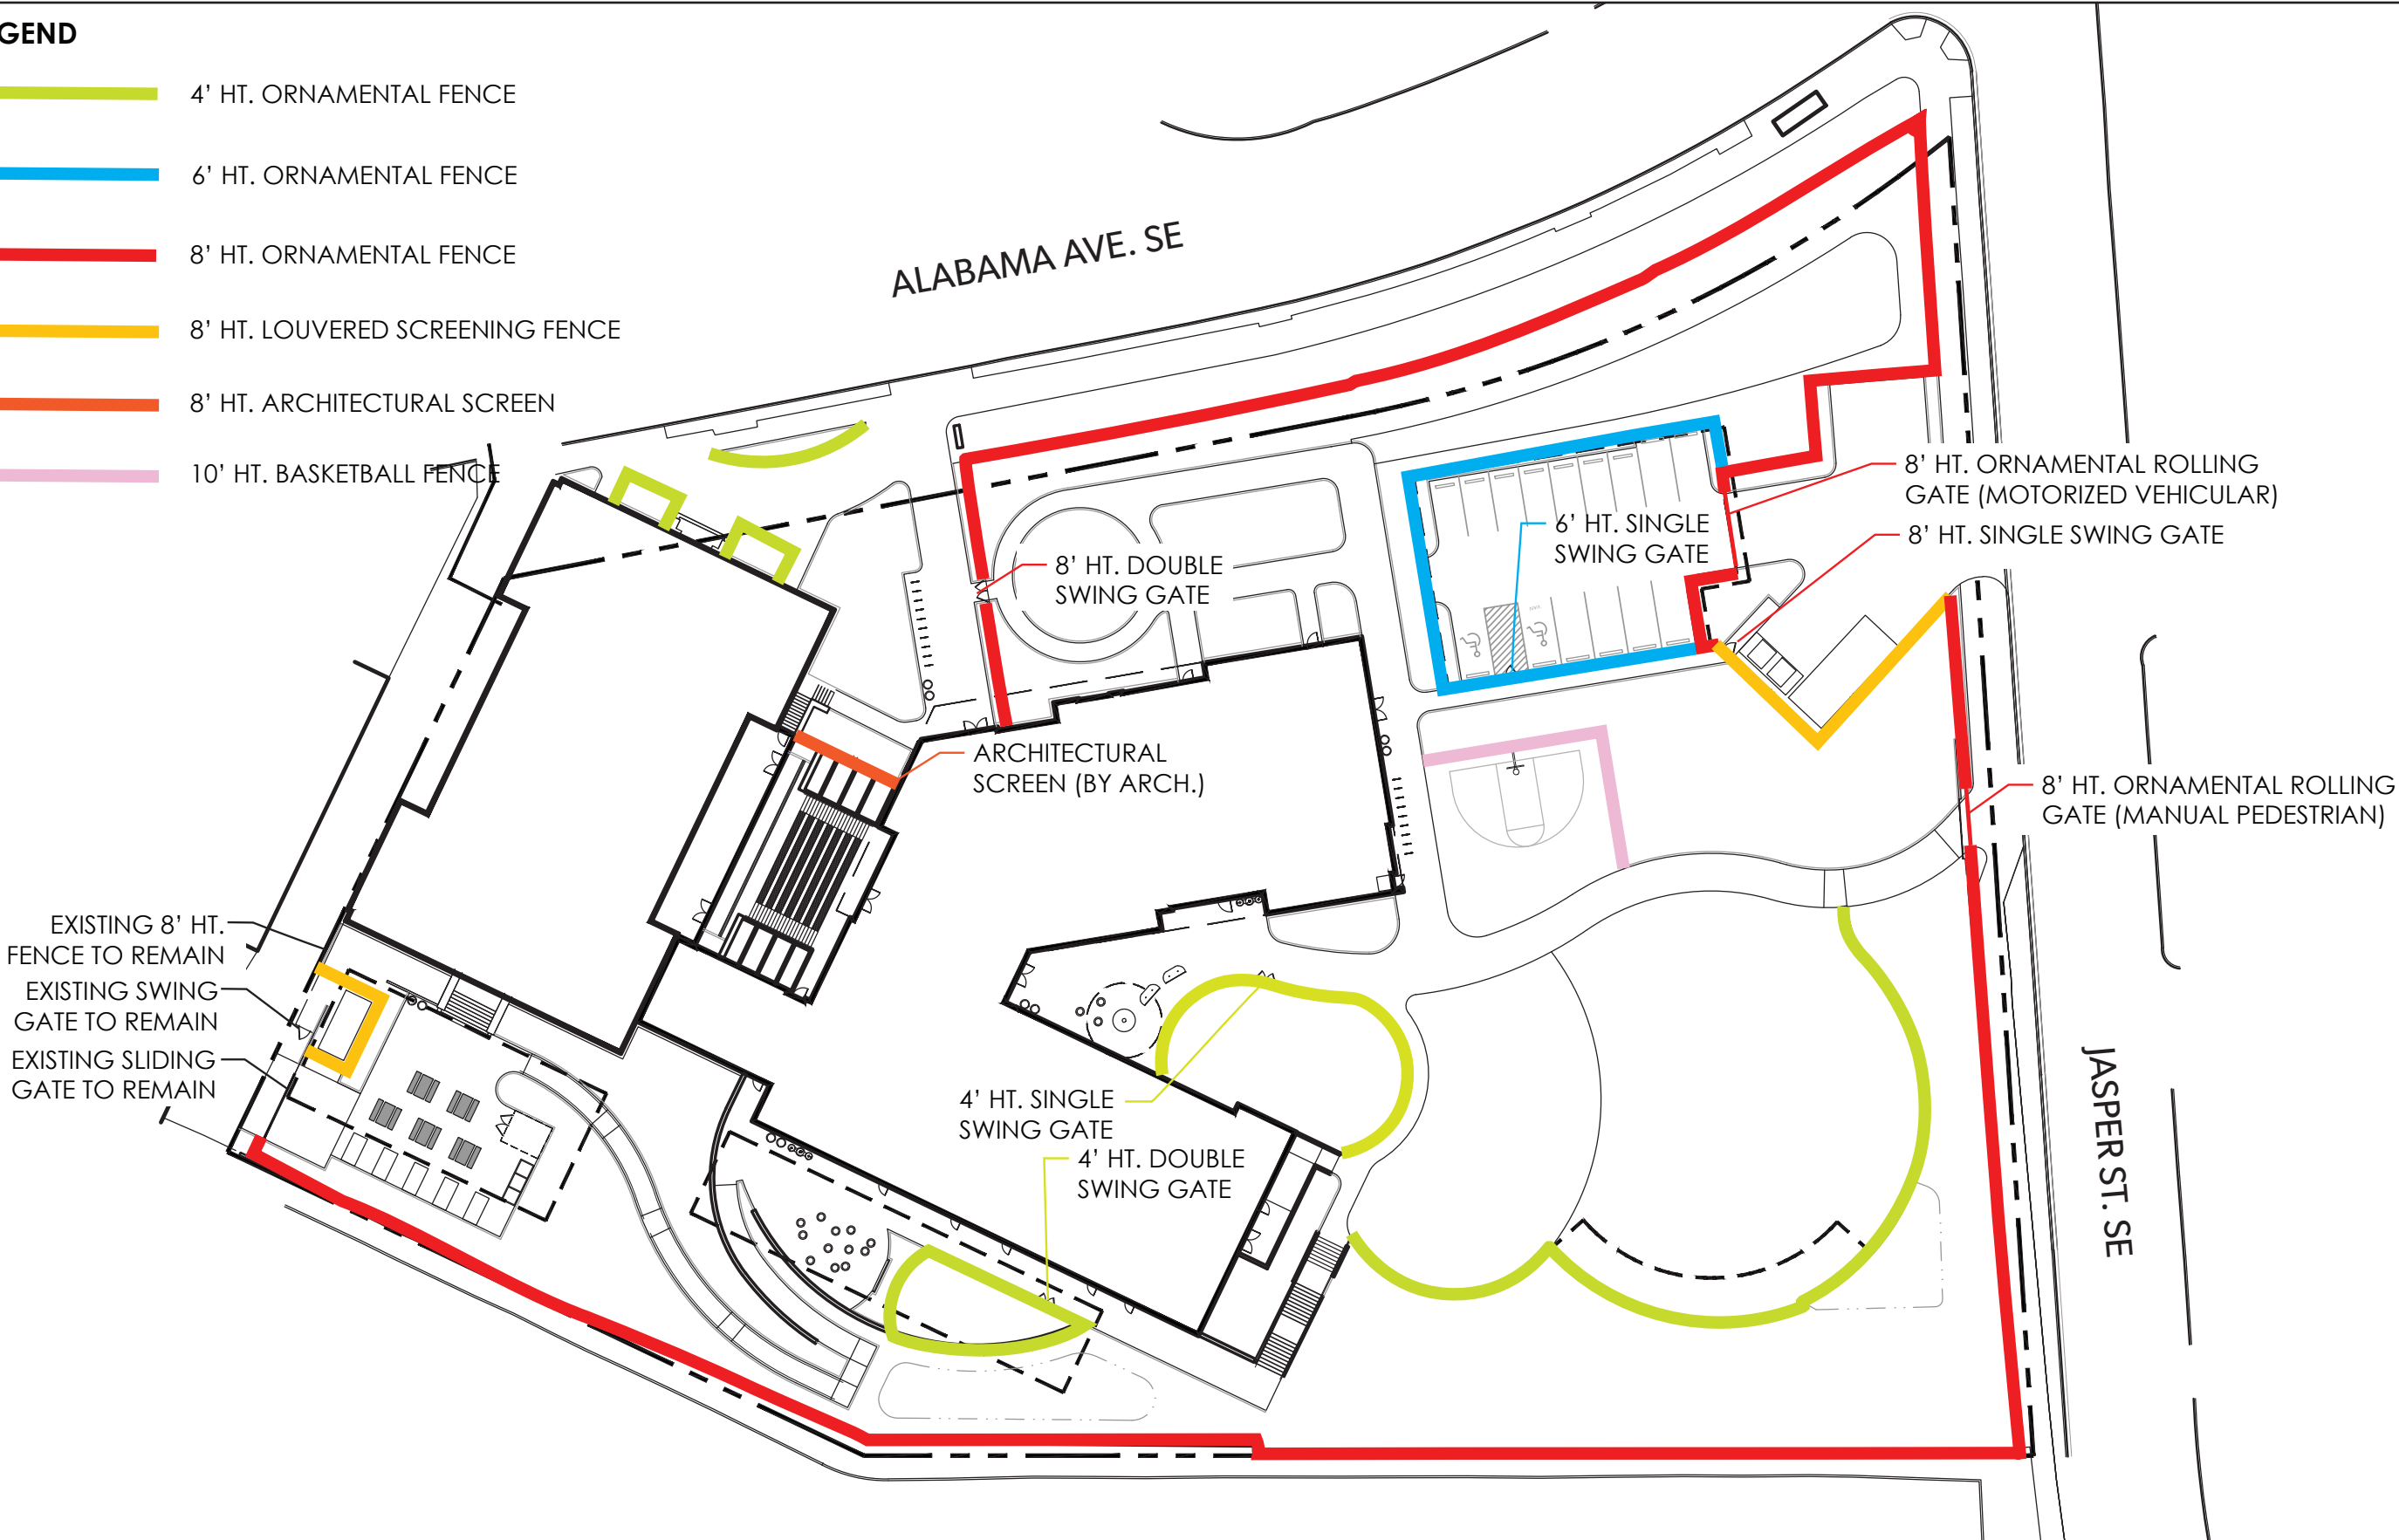 GEND
4' HT. ORNAMENTAL FENCE
6' HT. ORNAMENTAL FENCE
8' HT. ORNAMENTAL FENCE
8' HT. LOUVERED SCREENING FENCE
8' HT. ARCHITECTURAL SCREEN
10' HT. BASKETBALL FENCE
ALABAMA AVE. SE
8' HT. ORNAMENTAL ROLLING
GATE (MOTORIZED VEHICULAR)
8' HT. SINGLE SWING GATE
6' HT. SINGLE
SWING GATE
8' HT. DOUBLE
SWING GATE
ARCHITECTURAL
SCREEN (BY ARCH.)
8' HT. ORNAMENTAL ROLLING
GATE (MANUAL PEDESTRIAN)
EXISTING 8' HT.
FENCE TO REMAIN
EXISTING SWING
GATE TO REMAIN
EXISTING SLIDING
GATE TO REMAIN
4' HT. SINGLE
SWING GATE
4' HT. DOUBLE
SWING GATE
JASPER ST. SE